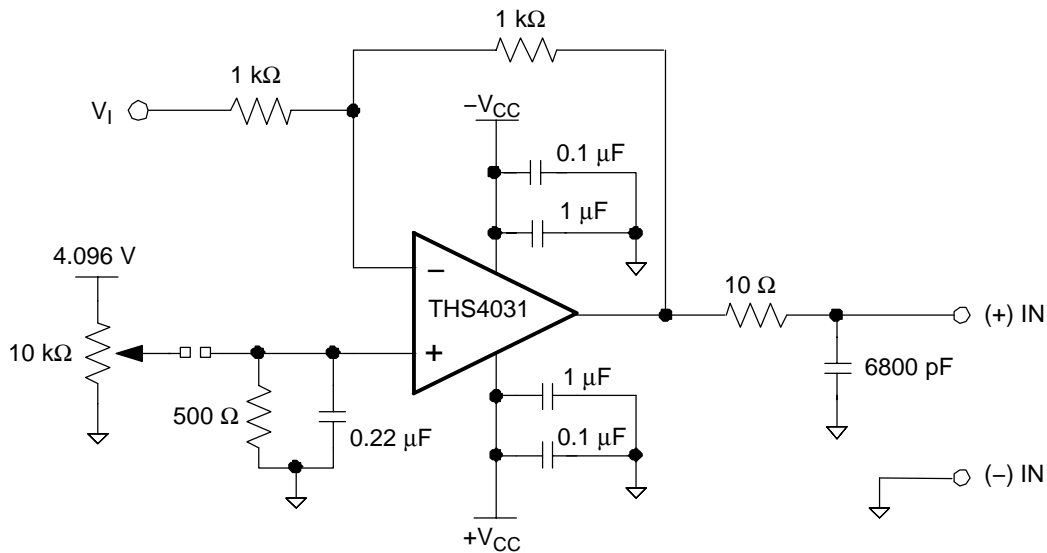 1 kΩ
1 kΩ
V_I
−V_CC
0.1 μF
1 μF
4.096 V
−
THS4031
10 Ω
(+) IN
10 kΩ
+
6800 pF
500 Ω
0.22 μF
1 μF
0.1 μF
(−) IN
+V_CC